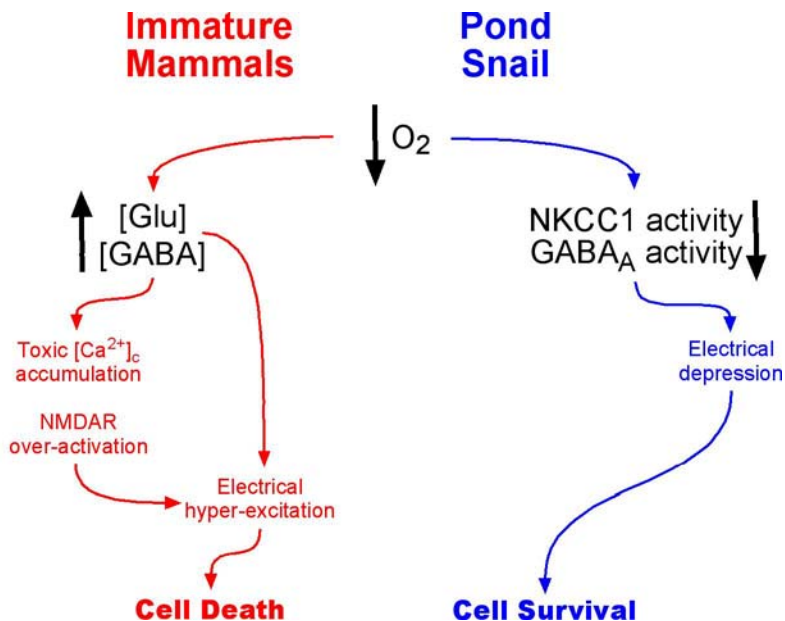 Immature
Mammals
Pond
Snail
O₂
[Glu]
[GABA]
NKCC1 activity
GABA_A activity
Toxic [Ca²⁺]c
accumulation
Electrical
depression
NMDAR
over-activation
Electrical
hyper-excitation
Cell Death
Cell Survival